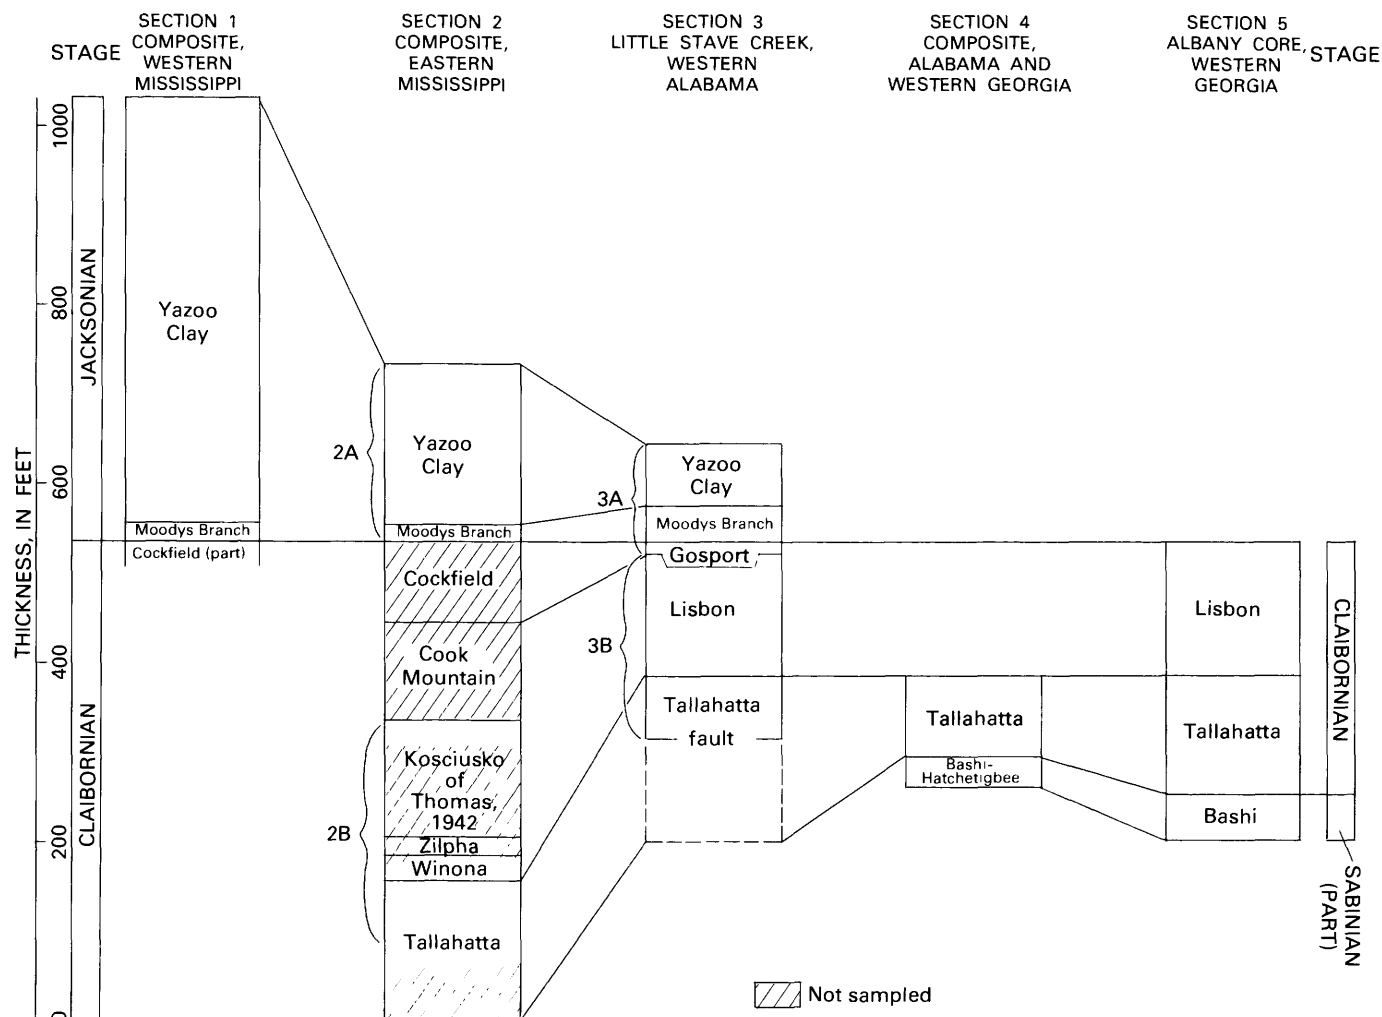 STAGE
SECTION 1
COMPOSITE,
WESTERN
MISSISSIPPI
SECTION 2
COMPOSITE,
EASTERN
MISSISSIPPI
SECTION 3
LITTLE STAVE CREEK,
WESTERN
ALABAMA
SECTION 4
COMPOSITE,
ALABAMA AND
WESTERN GEORGIA
SECTION 5
ALBANY CORE,
WESTERN
GEORGIA
STAGE
THICKNESS, IN FEET
1000
800
600
400
200
0
JACKSONIAN
CLAIBORNIAN
Yazoo
Clay
Moodys Branch
Cockfield (part)
2A
Yazoo
Clay
Moodys Branch
Cockfield
Cook
Mountain
2B
Kosciusko
of
Thomas,
1942
Zilpha
Winona
Tallahatta
3A
Yazoo
Clay
Moodys Branch
Gosport
3B
Lisbon
Tallahatta
fault
Tallahatta
Bashi-
Hatchetigbee
Lisbon
Tallahatta
Bashi
CLAIBORNIAN
SABINIAN
(PART)
Not sampled